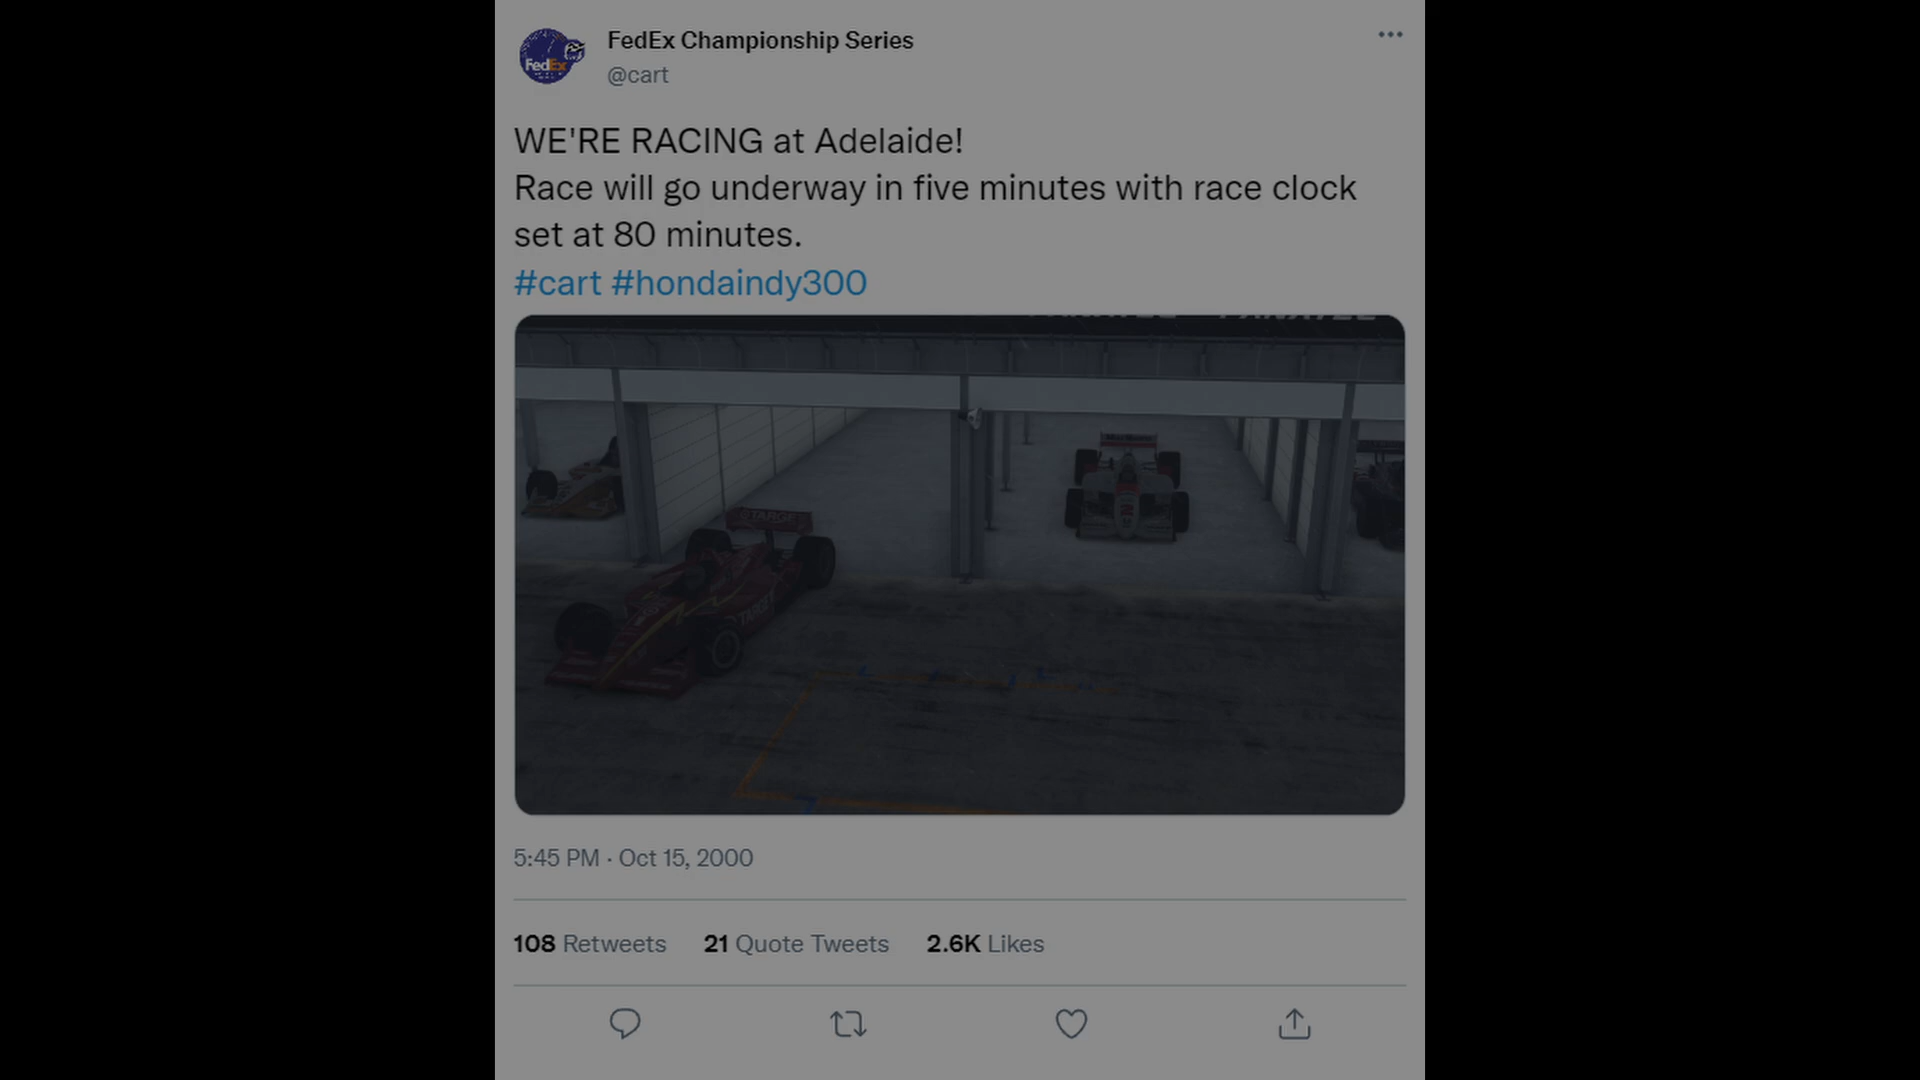 FedEx Championship Series
@cart
FedEx
WE'RE RACING at Adelaide!
Race will go underway in five minutes with race clock
set at 80 minutes.
#cart #hondaindy300
TARGET
TARGET
5:45 PM · Oct 15, 2000
108 Retweets 21 Quote Tweets 2.6K Likes